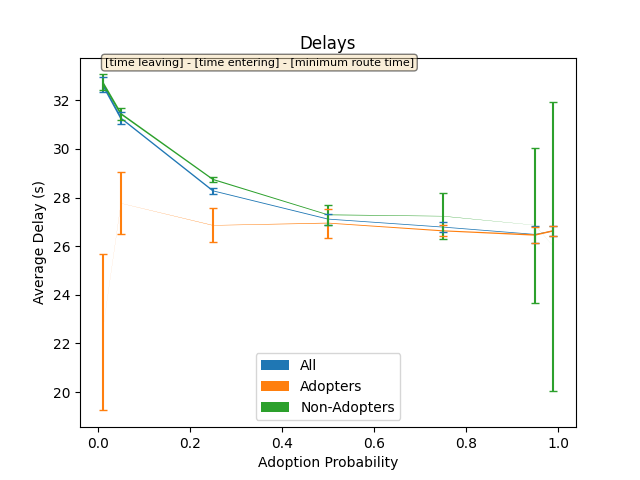 Delays
[time leaving] - [time entering] - [minimum route time]
32
30
28
26
24
22
20
Average Delay (s)
All
Adopters
Non-Adopters
0.0 0.2 0.4 0.6 0.8 1.0
Adoption Probability